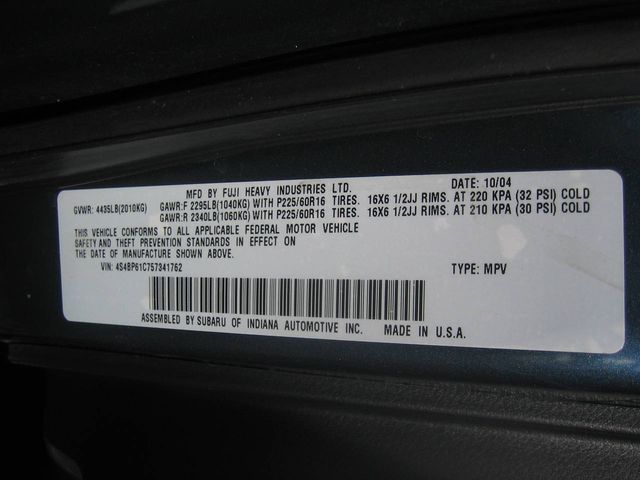 MFD BY FUJI HEAVY INDUSTRIES LTD. DATE: 10/04
GVWR: 4435LB(2010KG) GAWR:F 2295LB(1040KG) WITH P225/60R16 TIRES. 16X6 1/2JJ RIMS. AT 220 KPA (32 PSI) COLD
GAWR:R 2340LB(1060KG) WITH P225/60R16 TIRES. 16X6 1/2JJ RIMS. AT 210 KPA (30 PSI) COLD
THIS VEHICLE CONFORMS TO ALL APPLICABLE FEDERAL MOTOR VEHICLE
SAFETY AND THEFT PREVENTION STANDARDS IN EFFECT ON
THE DATE OF MANUFACTURE SHOWN ABOVE.
VIN: 4S4BP61C757341762 TYPE: MPV
ASSEMBLED BY SUBARU OF INDIANA AUTOMOTIVE INC. MADE IN U.S.A.